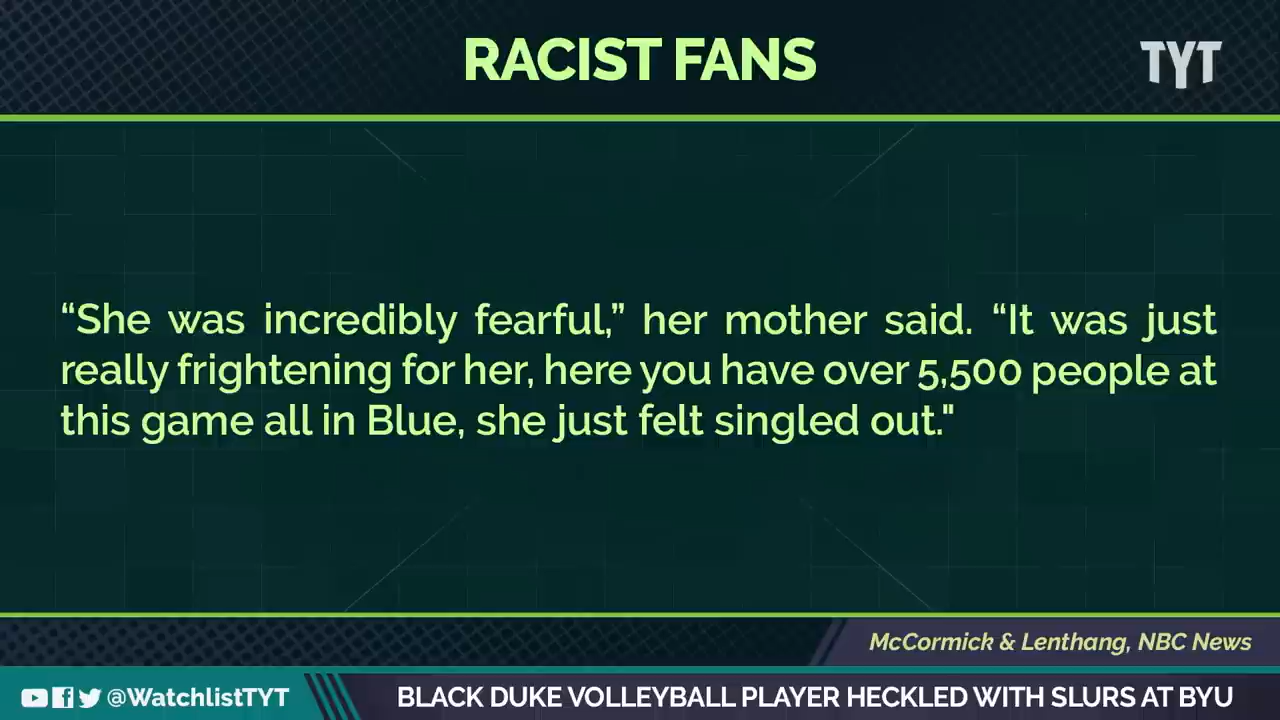 RACIST FANS
TYT
“She was incredibly fearful,” her mother said. “It was just
really frightening for her, here you have over 5,500 people at
this game all in Blue, she just felt singled out."
McCormick & Lenthang, NBC News
@WatchlistTYT
BLACK DUKE VOLLEYBALL PLAYER HECKLED WITH SLURS AT BYU